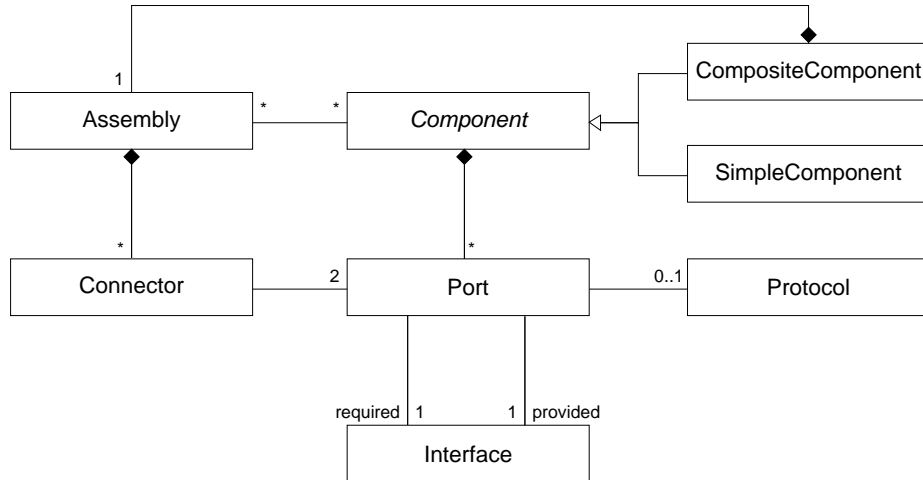 CompositeComponent
1
Assembly
* *
Component
SimpleComponent
* *
Connector
2
Port
0..1
Protocol
required 1 1 provided
Interface